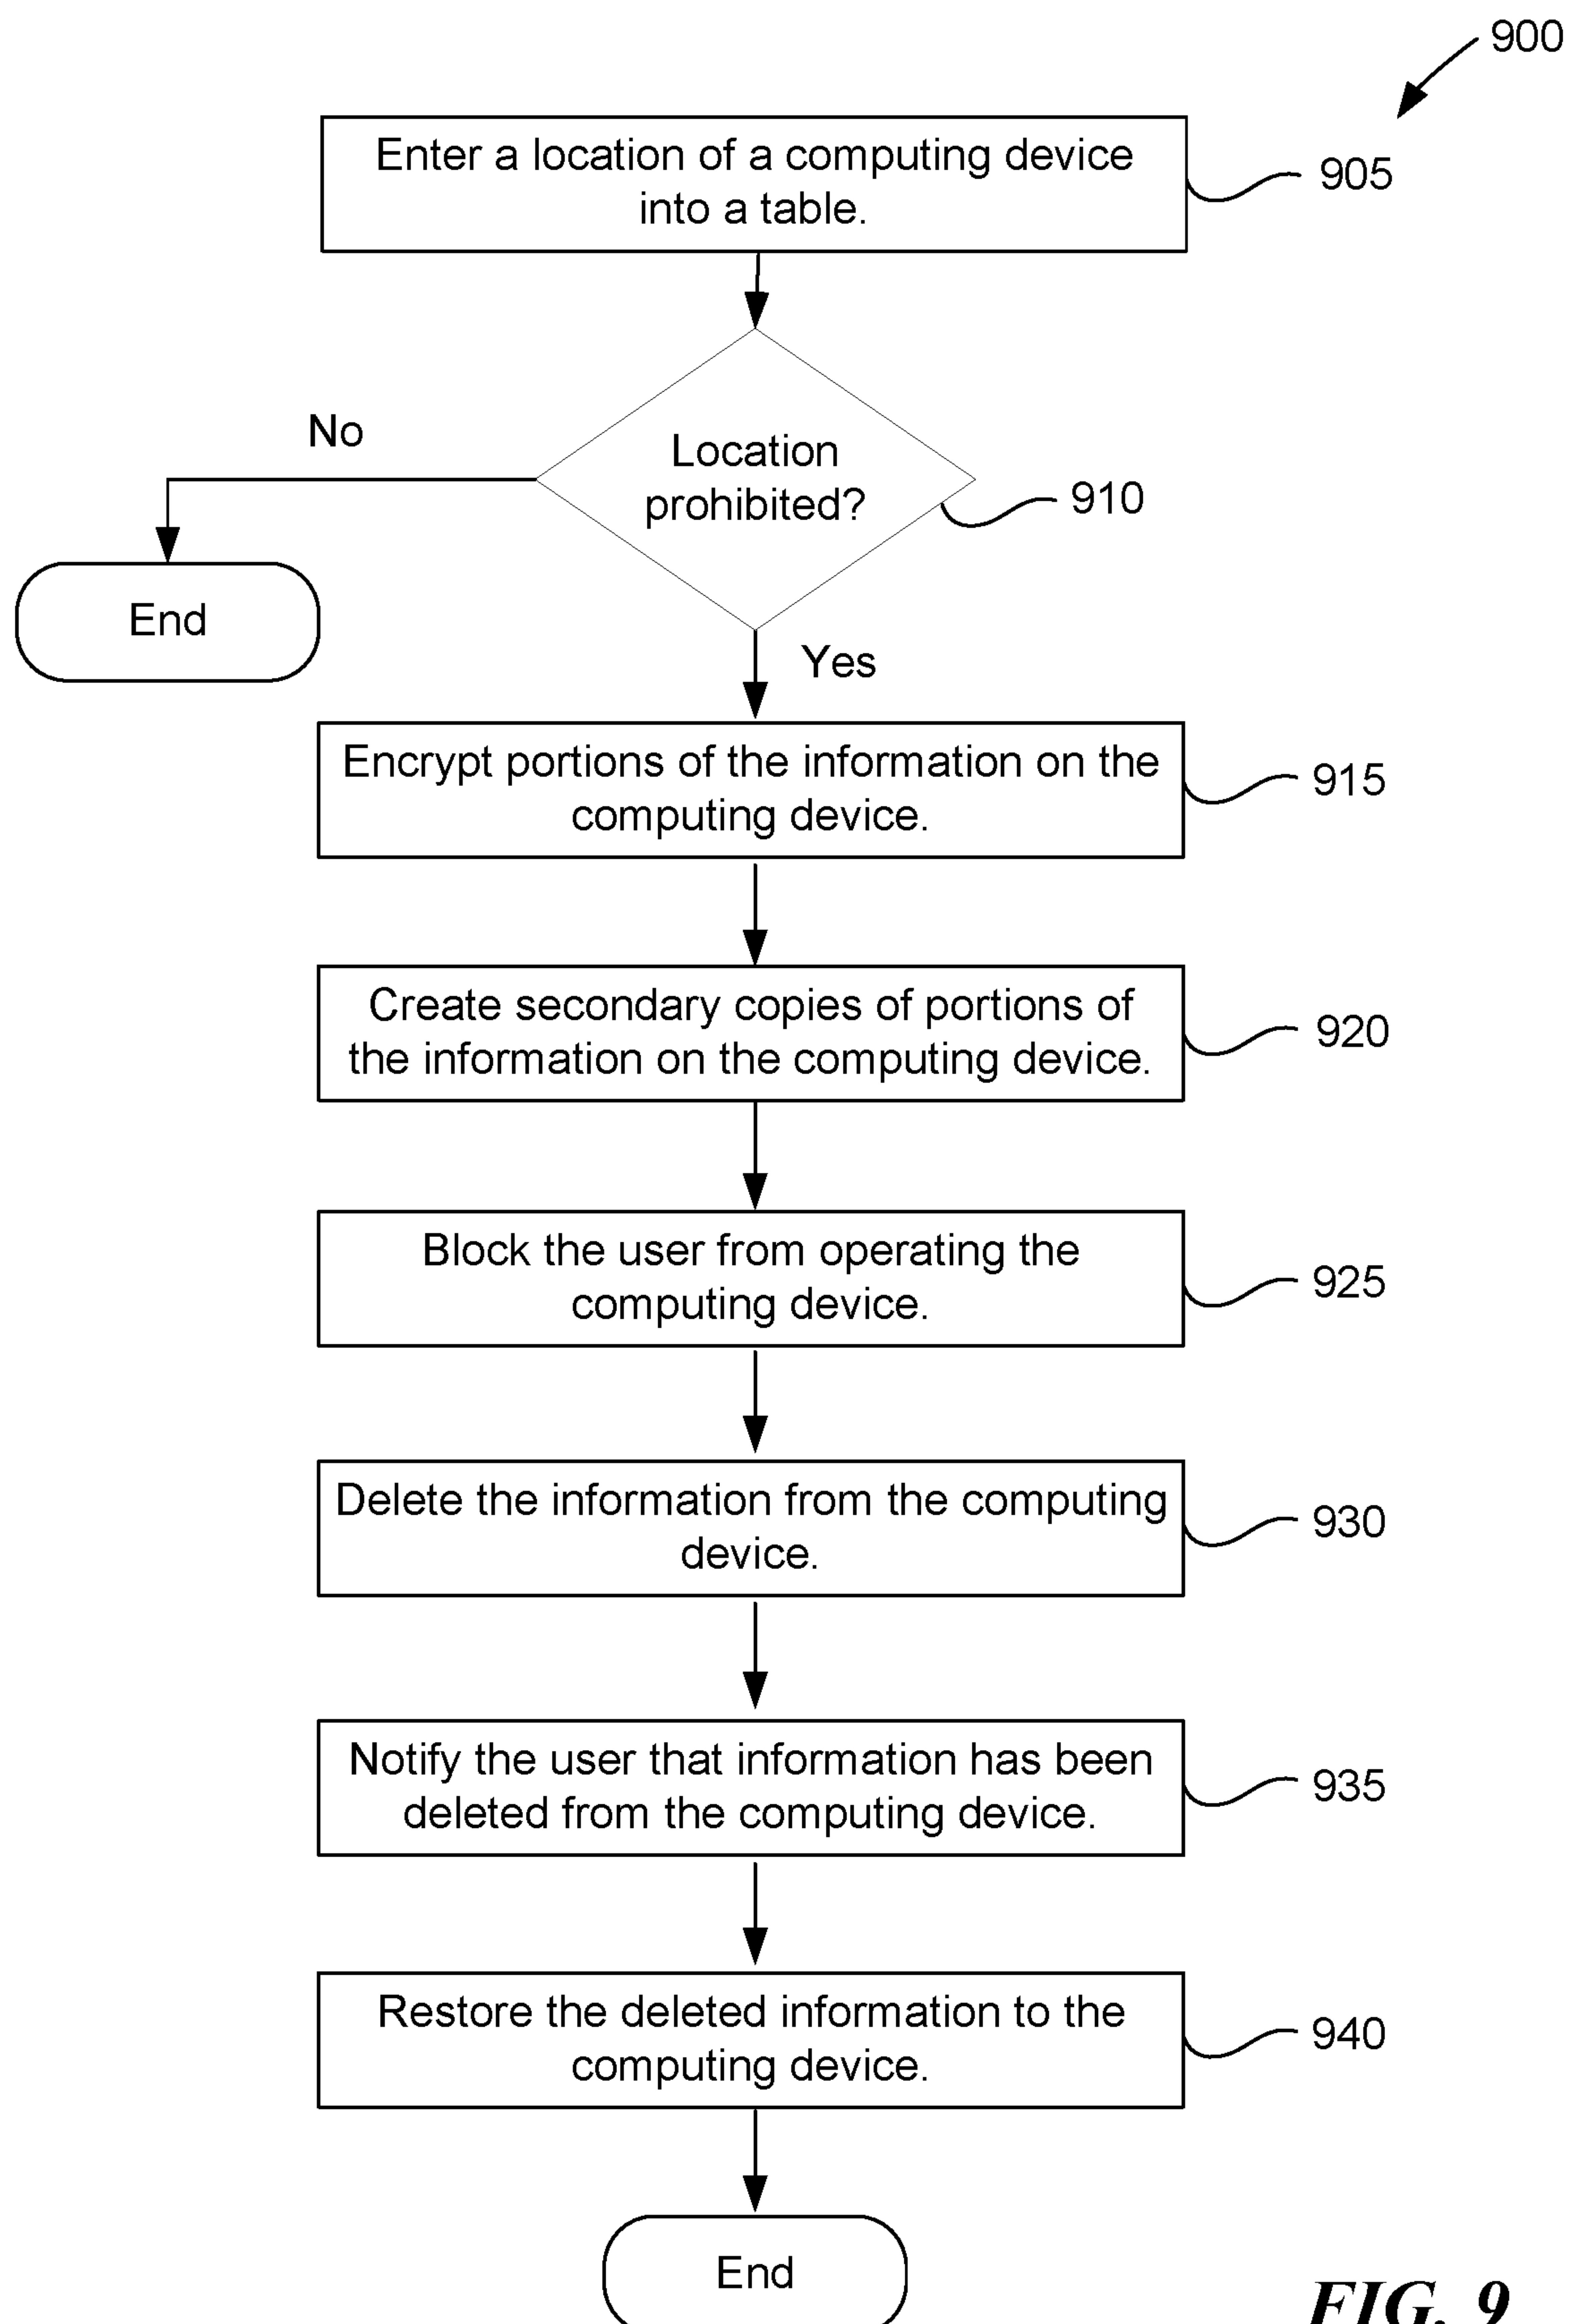 900
Enter a location of a computing device
into a table.
905
Location
prohibited?
910
No
End
Yes
Encrypt portions of the information on the
computing device.
915
Create secondary copies of portions of
the information on the computing device.
920
Block the user from operating the
computing device.
925
Delete the information from the computing
device.
930
Notify the user that information has been
deleted from the computing device.
935
Restore the deleted information to the
computing device.
940
End
FIG. 9